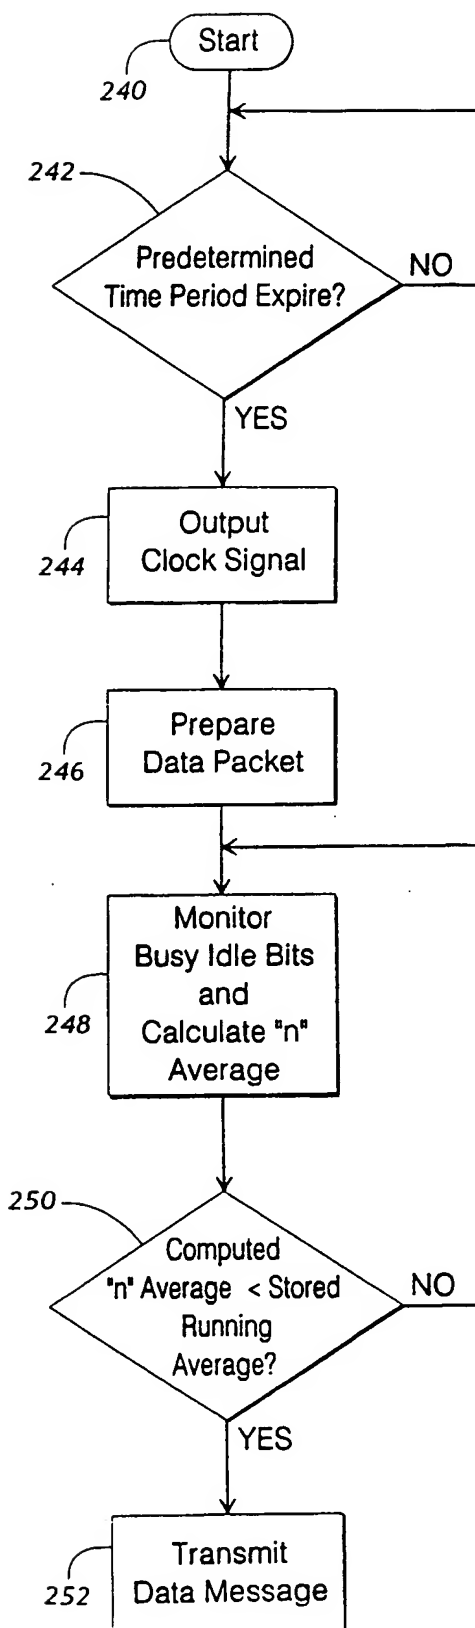 Start
240
242
Predetermined
Time Period Expire?
NO
YES
Output
Clock Signal
244
Prepare
Data Packet
246
Monitor
Busy Idle Bits
and
Calculate "n"
Average
248
250
Computed
"n" Average < Stored
Running
Average?
NO
YES
Transmit
Data Message
252